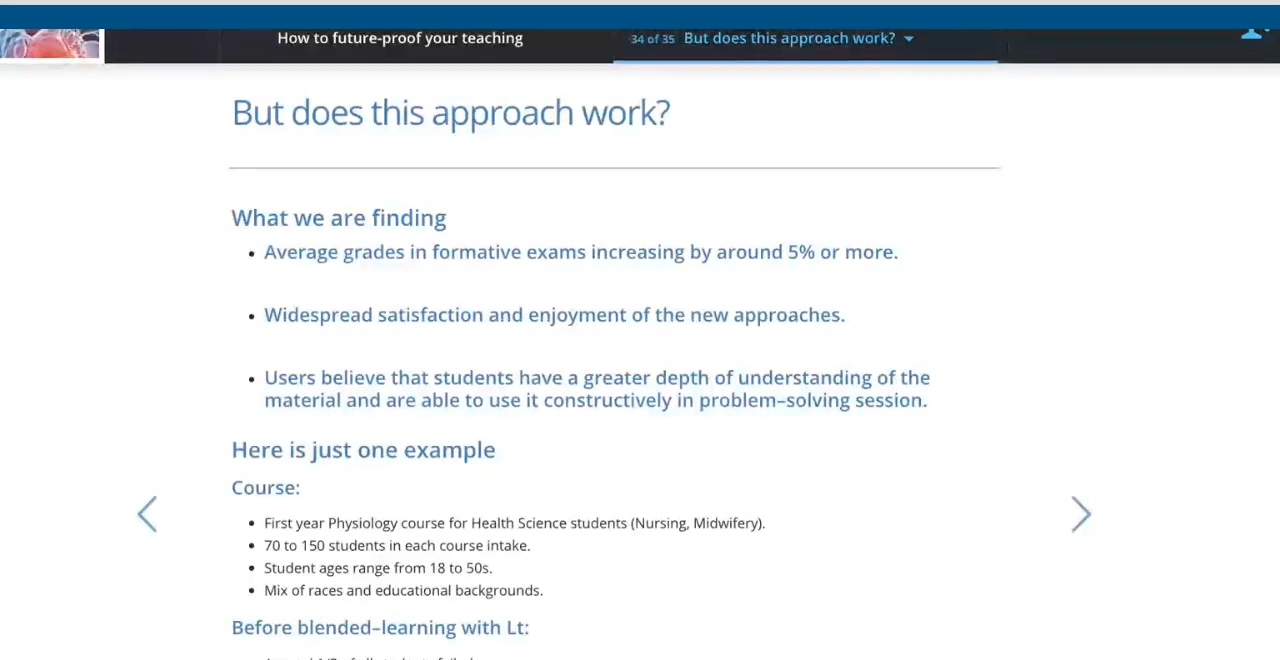 How to future-proof your teaching
34 of 35 But does this approach work?
But does this approach work?
What we are finding
• Average grades in formative exams increasing by around 5% or more.
• Widespread satisfaction and enjoyment of the new approaches.
• Users believe that students have a greater depth of understanding of the
material and are able to use it constructively in problem–solving session.
Here is just one example
Course:
• First year Physiology course for Health Science students (Nursing, Midwifery).
• 70 to 150 students in each course intake.
• Student ages range from 18 to 50s.
• Mix of races and educational backgrounds.
Before blended–learning with Lt: